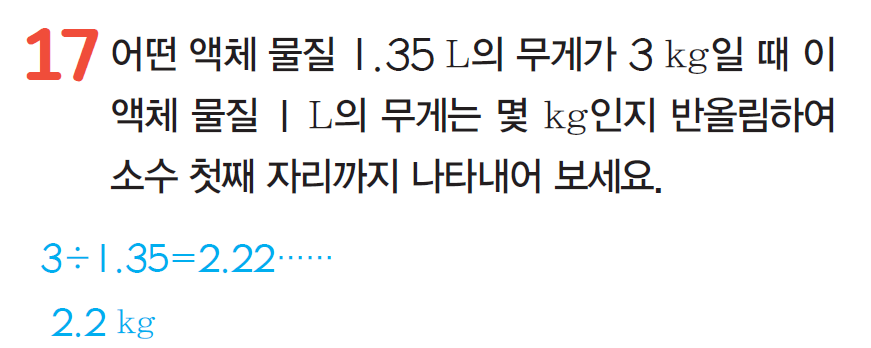 17 어떤 액체 물질 1.35 L의 무게가 3 kg일 때 이
액체 물질 1 L의 무게는 몇 kg인지 반올림하여
소수 첫째 자리까지 나타내어 보세요.
3÷1.35=2.22······
2.2 kg